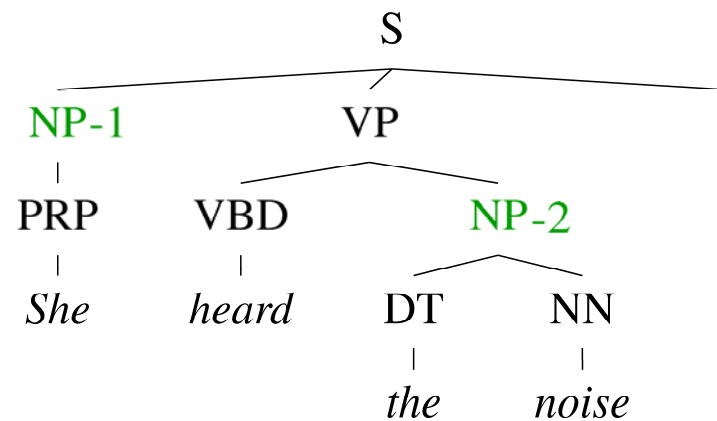 S
NP-1 VP
PRP VBD NP-2
She heard DT NN
the noise